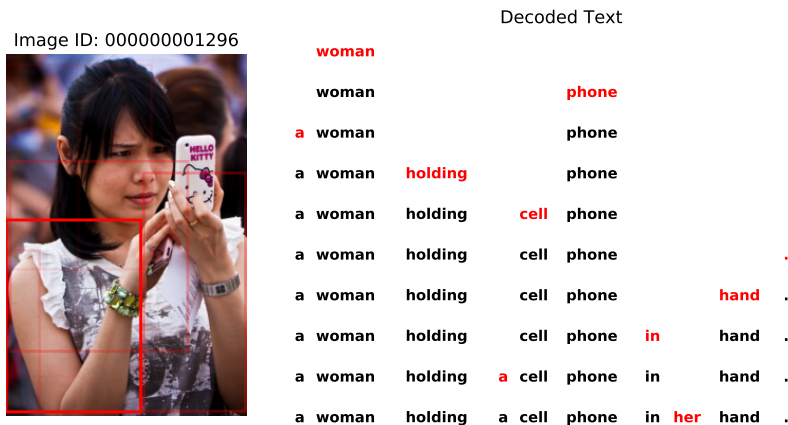 Decoded Text
Image ID: 000000001296
HELLO
KITTY
woman
woman phone
a woman phone
a woman holding phone
a woman holding cell phone
a woman holding cell phone .
a woman holding cell phone hand .
a woman holding cell phone in hand .
a woman holding a cell phone in hand .
a woman holding a cell phone in her hand .